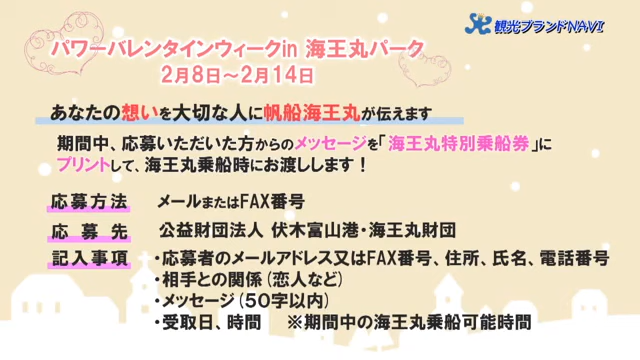 観光ブランドNAVI
パワーバレンタインウィークin 海王丸パーク
2月8日～2月14日
あなたの想いを大切な人に帆船海王丸が伝えます
期間中、応募いただいた方からのメッセージを「海王丸特別乗船券」に
プリントして、海王丸乗船時にお渡しします！
応募方法 メールまたはFAX番号
応募先 公益財団法人 伏木富山港・海王丸財団
記入事項 ・応募者のメールアドレス又はFAX番号、住所、氏名、電話番号
・相手との関係(恋人など)
・メッセージ(50字以内)
・受取日、時間 ※期間中の海王丸乗船可能時間